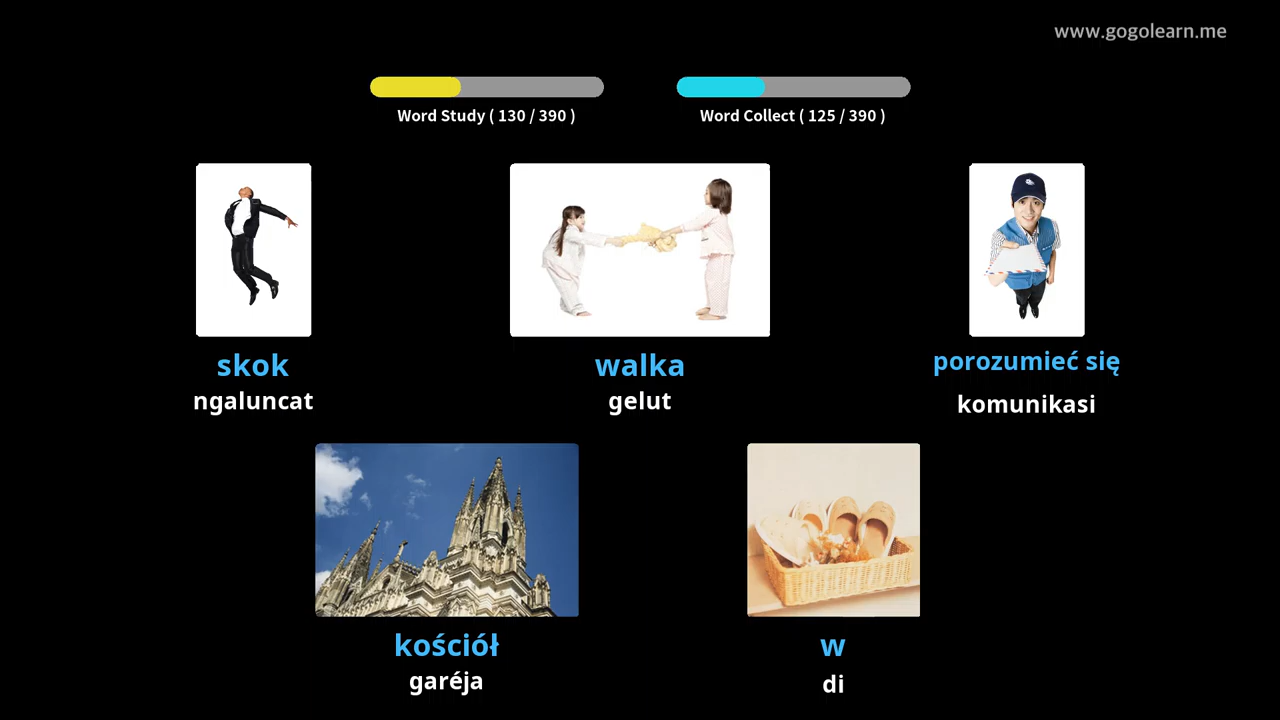 www.gogolearn.me
Word Study ( 130 / 390 )
Word Collect ( 125 / 390 )
skok
ngaluncat
walka
gelut
porozumieć się
komunikasi
kościół
garéja
w
di